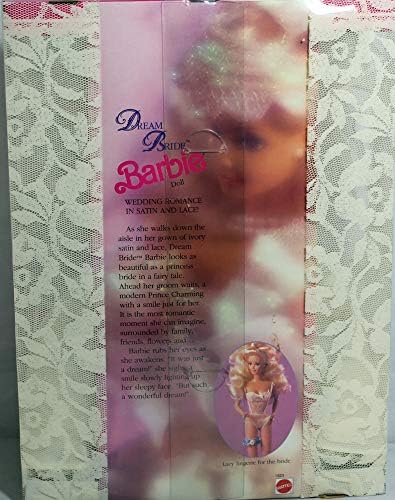 DREAM
BRIDE™
Barbie
Doll
WEDDING ROMANCE
IN SATIN AND LACE!
As she walks down the
aisle in her gown of ivory
satin and lace, Dream
Bride™ Barbie looks as
beautiful as a princess
bride in a fairy tale.
Ahead her groom waits, a
modern Prince Charming
with a smile just for her.
It is the most romantic
moment she can imagine,
surrounded by family,
friends, flowers and...
Barbie rubs her eyes as
she awakens. "It was just
a dream!" she sighs, a
smile slowly lighting up
her sleepy face. "But such
a wonderful dream!"
Lacy lingerie for the bride.
MATTEL